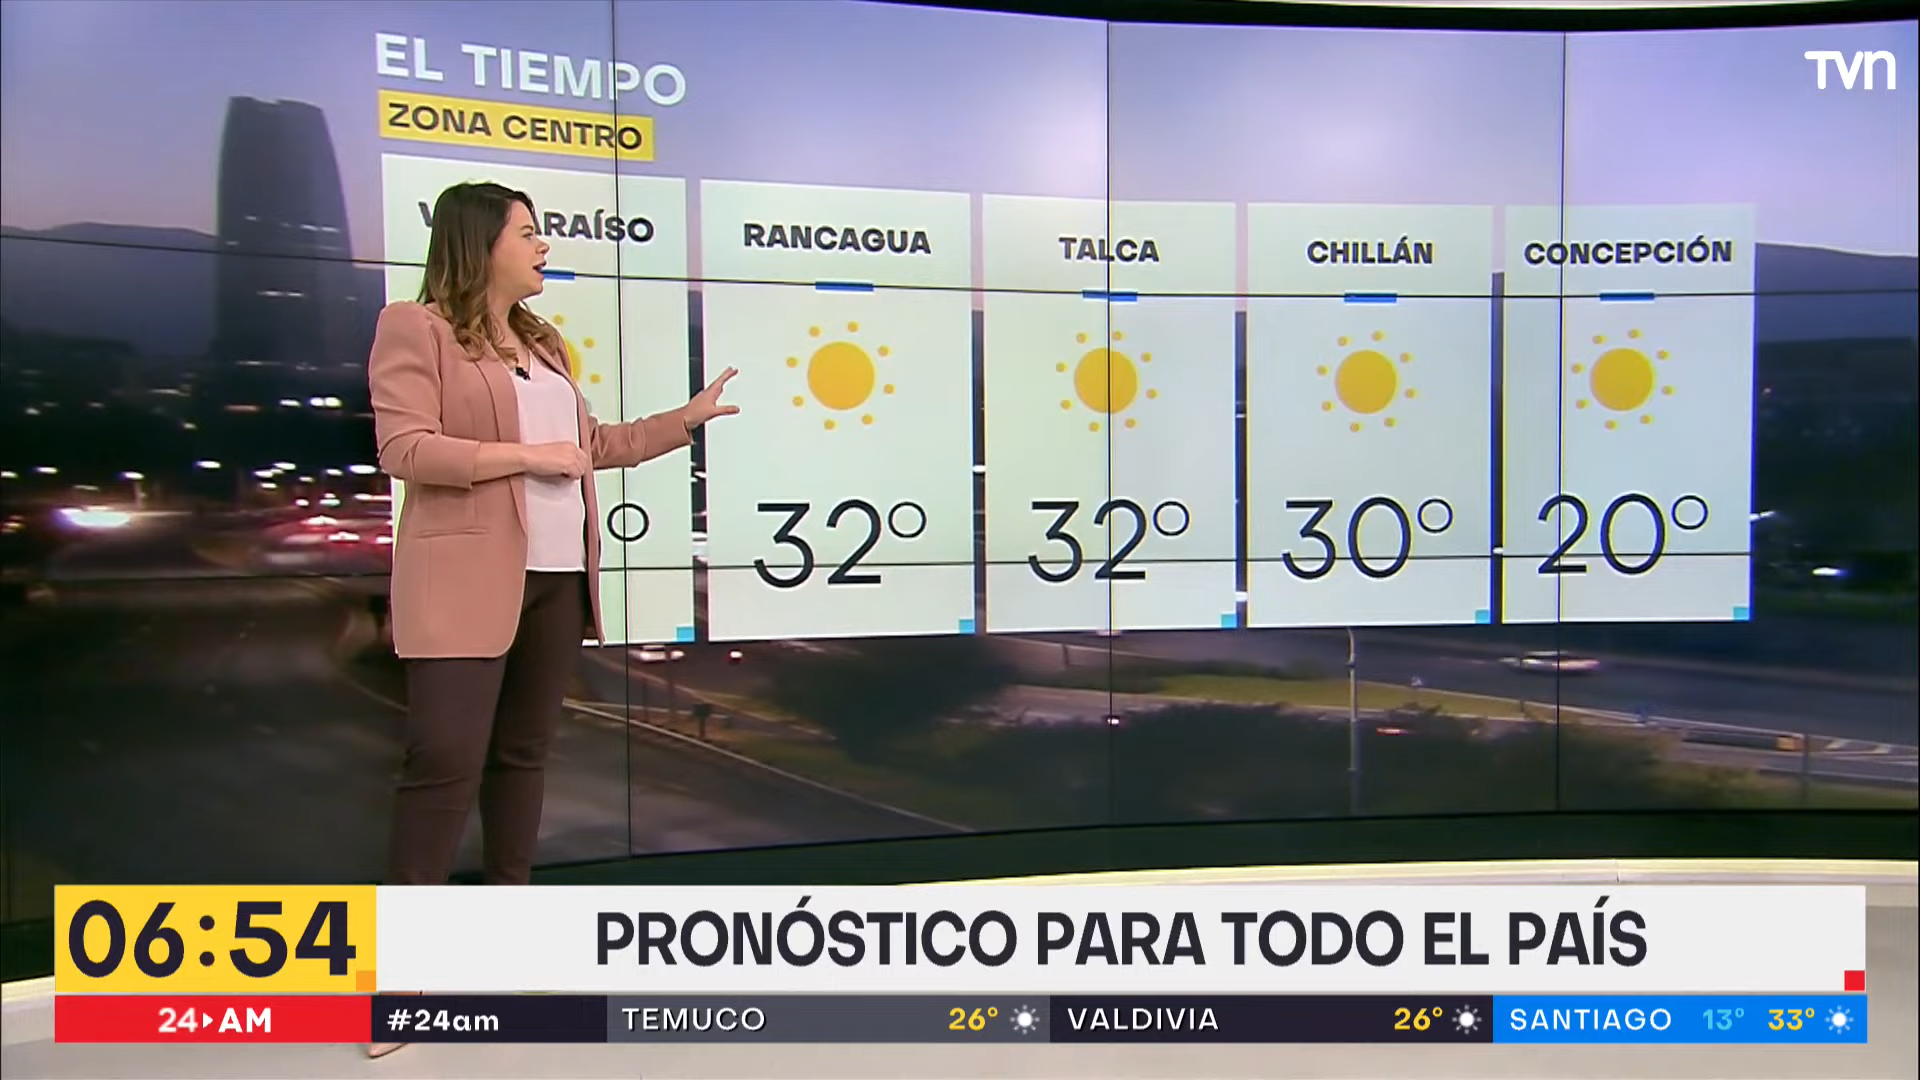 EL TIEMPO
ZONA CENTRO
RANCAGUA
TALCA
CHILLÁN
CONCEPCIÓN
32°
32°
30°
20°
TVN
06:54
PRONÓSTICO PARA TODO EL PAÍS
24 AM
#24am
TEMUCO 26°
VALDIVIA 26°
SANTIAGO 13° 33°